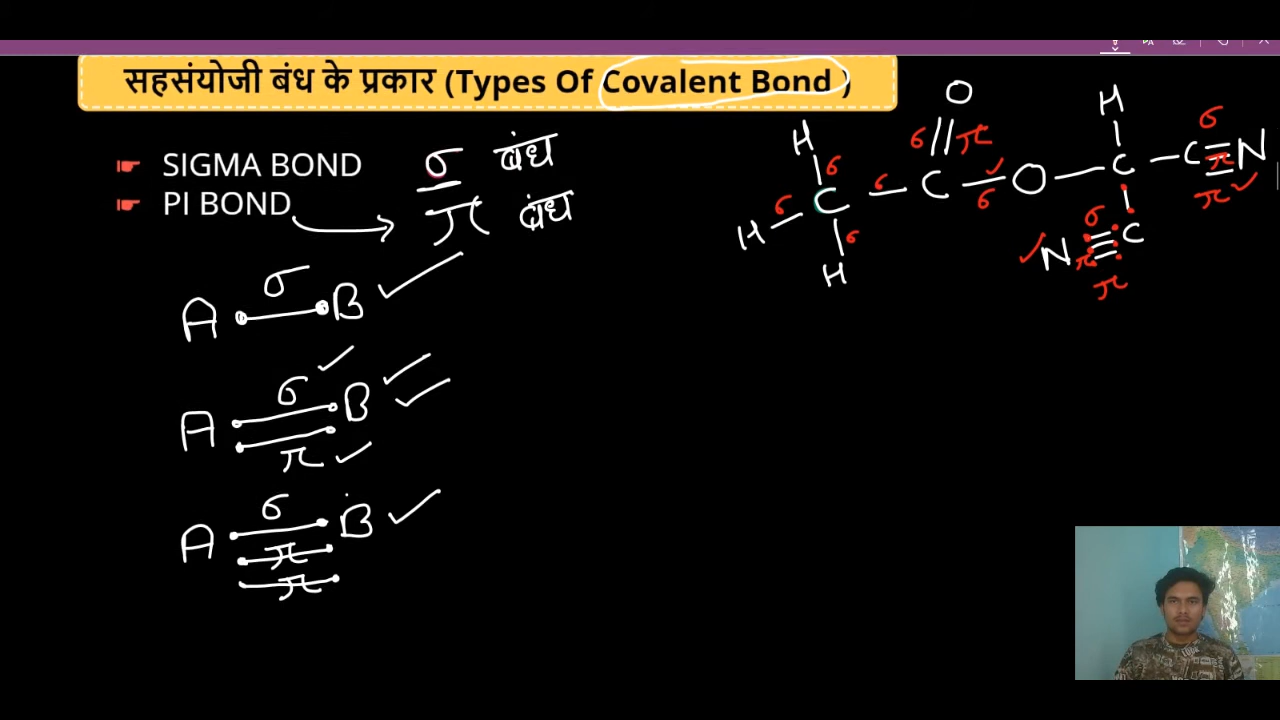 सहसंयोजी बंध के प्रकार (Types Of Covalent Bond )
SIGMA BOND
PI BOND
σ बंध
π बंध
σ
A B
σ
A B
π
σ
A B
π
π
O H
H σ σ π σ
σ σ C O C C N
H C σ π
H σ σ π
N C
π
π